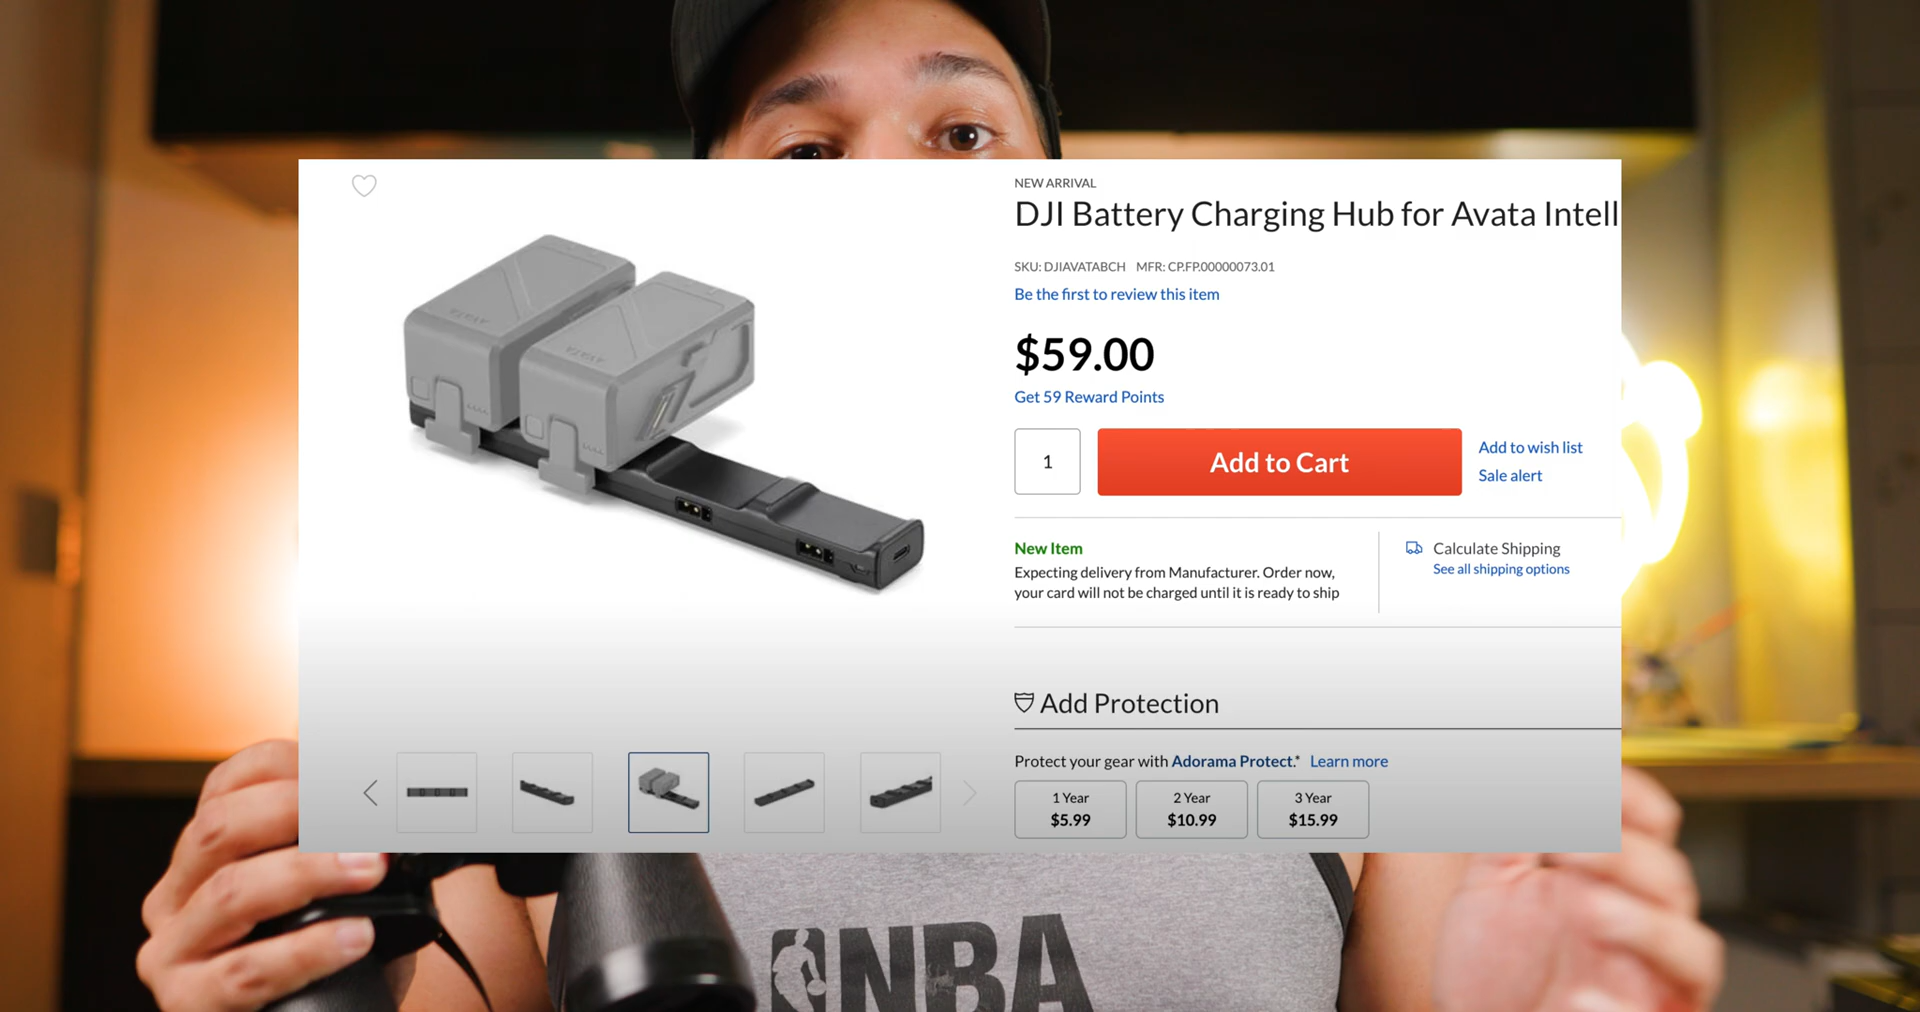 NEW ARRIVAL
DJI Battery Charging Hub for Avata Intell
SKU: DJIAVATABCH MFR: CP.FP.00000073.01
Be the first to review this item
$59.00
Get 59 Reward Points
1
Add to Cart
Add to wish list
Sale alert
New Item
Expecting delivery from Manufacturer. Order now,
your card will not be charged until it is ready to ship
Calculate Shipping
See all shipping options
Add Protection
Protect your gear with Adorama Protect.* Learn more
1 Year
$5.99
2 Year
$10.99
3 Year
$15.99
AVATA
AVATA
NBA